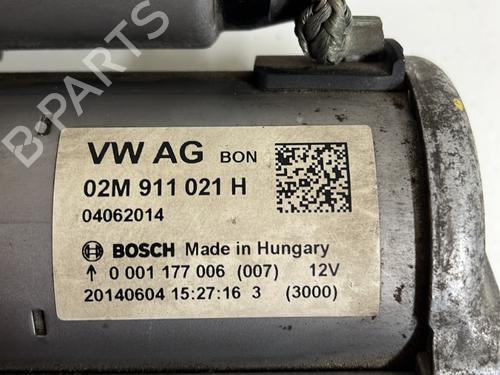 B-PARTS
VW AG BON
02M 911 021 H
04062014
BOSCH Made in Hungary
↑ 0 001 177 006 (007) 12V
20140604 15:27:16 3 (3000)